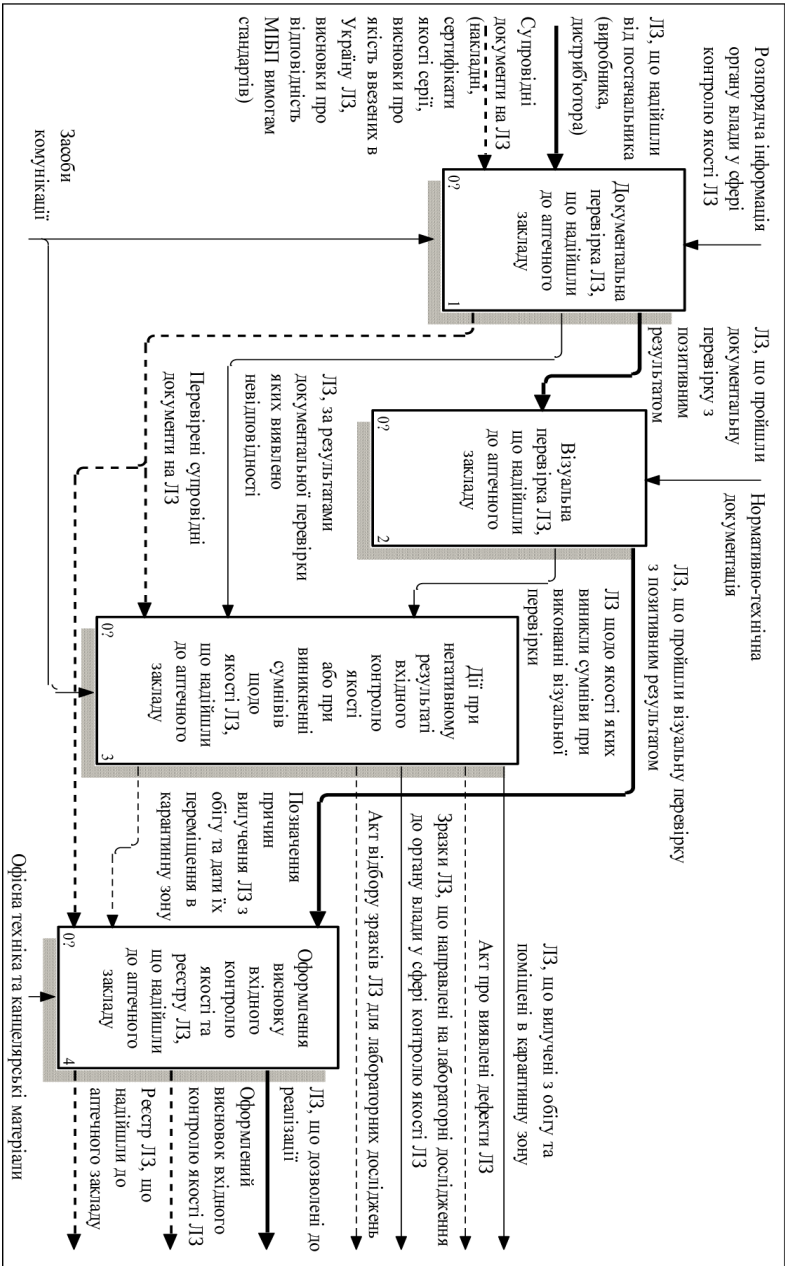 Розпорядча інформація
органу влади у сфері
контролю якості ЛЗ
ЛЗ, що надійшли
від постачальника
(виробника,
дистриб'ютора)
Супровідні
документи на ЛЗ
(накладні,
сертифікати
якості серії,
висновки про
якість ввезених в
Україну ЛЗ,
висновки про
відповідність
МІБП вимогам
стандартів)
Засоби
комунікації
Документальна
перевірка ЛЗ,
що надійшли
до аптечного
закладу
0?
1
ЛЗ, що пройшли
документальну
перевірку з
позитивним
результатом
Нормативно-технічна
документація
Візуальна
перевірка ЛЗ,
що надійшли
до аптечного
закладу
0?
2
ЛЗ, за результатами
документальної перевірки
яких виявлено
невідповідності
Перевірені супровідні
документи на ЛЗ
ЛЗ, що пройшли візуальну перевірку
з позитивним результатом
ЛЗ щодо якості яких
виникли сумніви при
виконанні візуальної
перевірки
Дії при
негативному
результаті
вхідного
контролю
якості
або при
виникненні
сумнівів
щодо
якості ЛЗ,
що надійшли
до аптечного
закладу
0?
3
ЛЗ, що вилучені з обігу та
поміщені в карантинну зону
Акт про виявлені дефекти ЛЗ
Зразки ЛЗ, що направлені на лабораторні дослідження
до органу влади у сфері контролю якості ЛЗ
Акт відбору зразків ЛЗ для лабораторних досліджень
Позначення
причин
вилучення ЛЗ з
обігу та дати їх
переміщення в
карантинну зону
Оформлення
висновку
вхідного
контролю
якості та
реєстру ЛЗ,
що надійшли
до аптечного
закладу
0?
4
Офісна техніка та канцелярські матеріали
ЛЗ, що дозволені до
реалізації
Оформлений
висновок вхідного
контролю якості ЛЗ
Реєстр ЛЗ, що
надійшли до
аптечного закладу